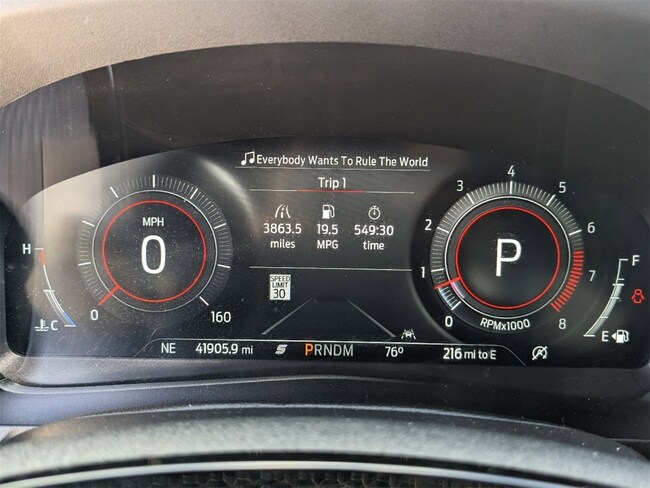 Everybody Wants To Rule The World
Trip 1
3863.5 19.5 549:30
miles MPG time
SPEED
LIMIT
30
MPH
0
0 160
H
C
P
0 1 2 3 4 5 6 7 8
RPMx1000
F
E
NE 41905.9 mi PRNDM 76° 216 mi to E